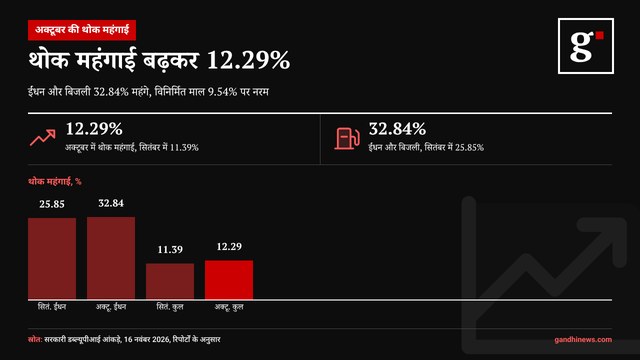 अक्टूबर की थोक महंगाई
g
थोक महंगाई बढ़कर 12.29%
ईंधन और बिजली 32.84% महंगे, विनिर्मित माल 9.54% पर नरम
12.29%
अक्टूबर में थोक महंगाई, सितंबर में 11.39%
32.84%
ईंधन और बिजली, सितंबर में 25.85%
थोक महंगाई, %
25.85
32.84
11.39
12.29
सितं. ईंधन
अक्टू. ईंधन
सितं. कुल
अक्टू. कुल
स्रोत: सरकारी डब्ल्यूपीआई आंकड़े, 16 नवंबर 2026, रिपोर्टों के अनुसार
gandhinews.com